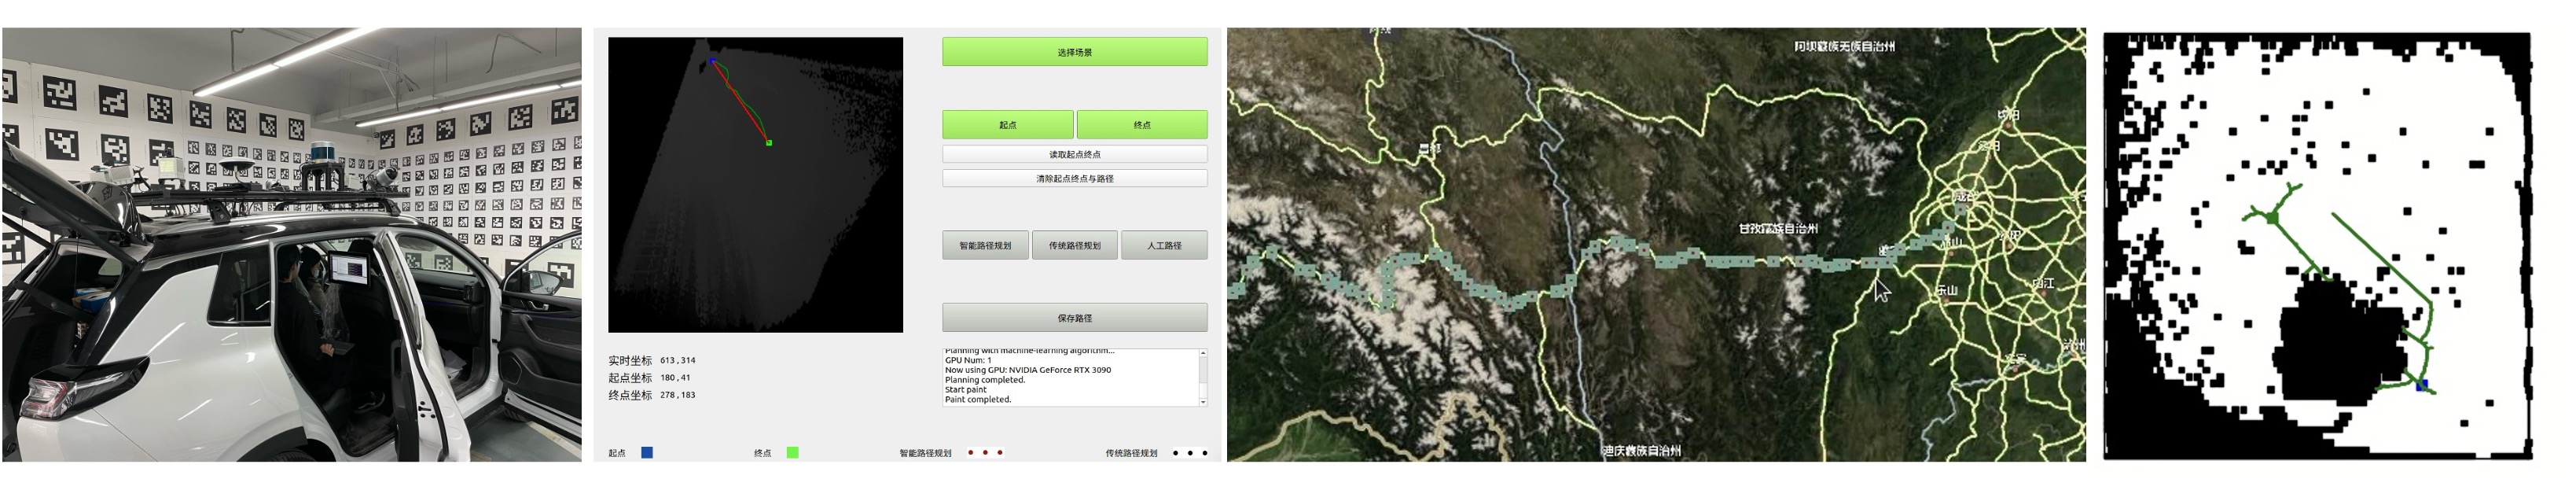 选择场景
起点
终点
读取起点终点
清除起点终点与路径
智能路径规划
传统路径规划
人工路径
保存路径
Planning with machine-learning algorithm...
GPU Num: 1
Now using GPU: NVIDIA GeForce RTX 3090
Planning completed.
Start paint
Paint completed.
实时坐标 613,314
起点坐标 180,41
终点坐标 278,183
起点
终点
智能路径规划
传统路径规划
阿坝藏族羌族自治州
昌都
甘孜藏族自治州
成都
乐山
内江
迪庆藏族自治州